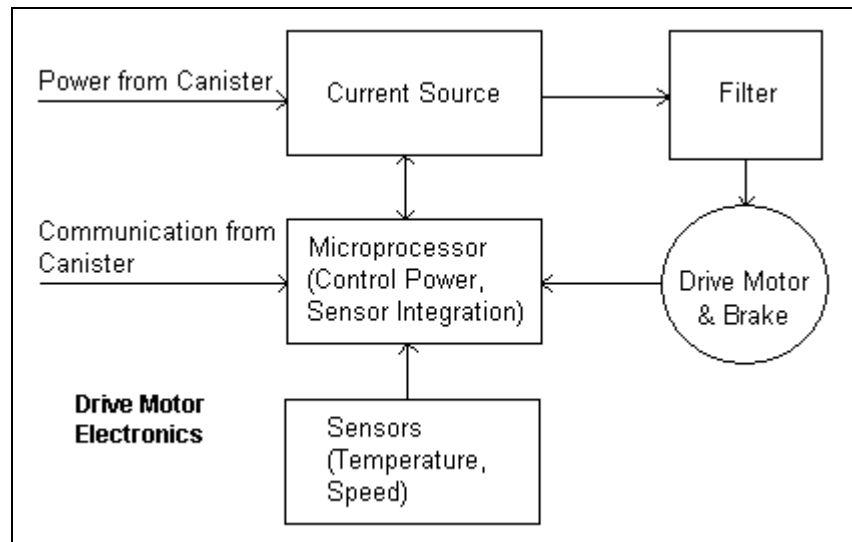 Power from Canister
Current Source
Filter
Communication from
Canister
Microprocessor
(Control Power,
Sensor Integration)
Drive Motor
& Brake
Drive Motor
Electronics
Sensors
(Temperature,
Speed)